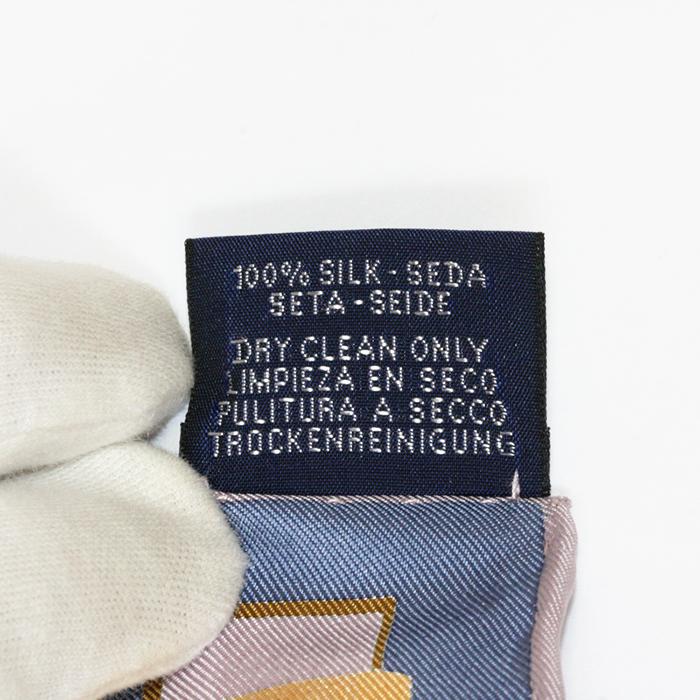 100% SILK - SEDA
SETA - SEIDE
DRY CLEAN ONLY
LIMPIEZA EN SECO
PULITURA A SECCO
TROCKENREINIGUNG